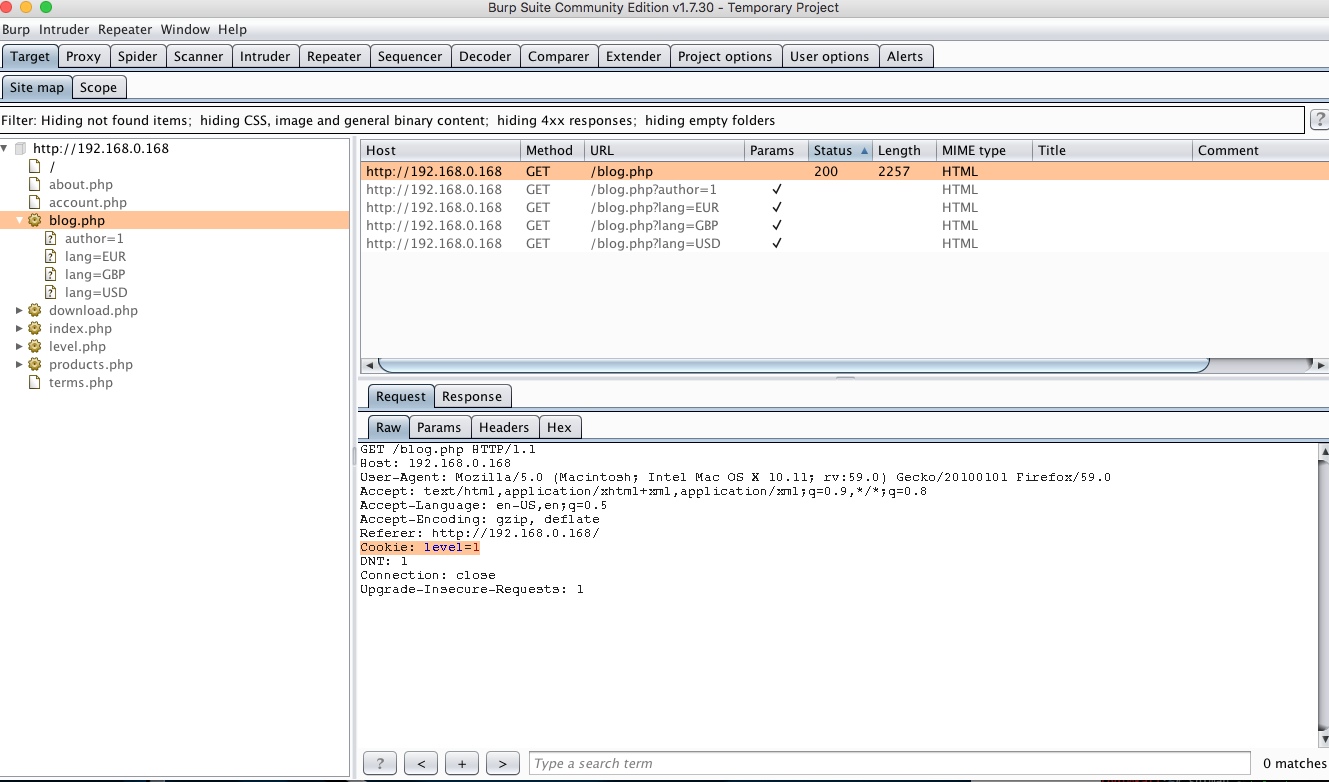 Burp Suite Community Edition v1.7.30 - Temporary Project
Burp Intruder Repeater Window Help
Target Proxy Spider Scanner Intruder Repeater Sequencer Decoder Comparer Extender Project options User options Alerts
Site map Scope
Filter: Hiding not found items; hiding CSS, image and general binary content; hiding 4xx responses; hiding empty folders
?
http://192.168.0.168
/
about.php
account.php
blog.php
author=1
lang=EUR
lang=GBP
lang=USD
download.php
index.php
level.php
products.php
terms.php
Host Method URL Params Status Length MIME type Title Comment
http://192.168.0.168 GET /blog.php 200 2257 HTML
http://192.168.0.168 GET /blog.php?author=1 ✓ HTML
http://192.168.0.168 GET /blog.php?lang=EUR ✓ HTML
http://192.168.0.168 GET /blog.php?lang=GBP ✓ HTML
http://192.168.0.168 GET /blog.php?lang=USD ✓ HTML
Request Response
Raw Params Headers Hex
GET /blog.php HTTP/1.1
Host: 192.168.0.168
User-Agent: Mozilla/5.0 (Macintosh; Intel Mac OS X 10.11; rv:59.0) Gecko/20100101 Firefox/59.0
Accept: text/html,application/xhtml+xml,application/xml;q=0.9,*/*;q=0.8
Accept-Language: en-US,en;q=0.5
Accept-Encoding: gzip, deflate
Referer: http://192.168.0.168/
Cookie: level=1
DNT: 1
Connection: close
Upgrade-Insecure-Requests: 1
? < + > Type a search term 0 matches